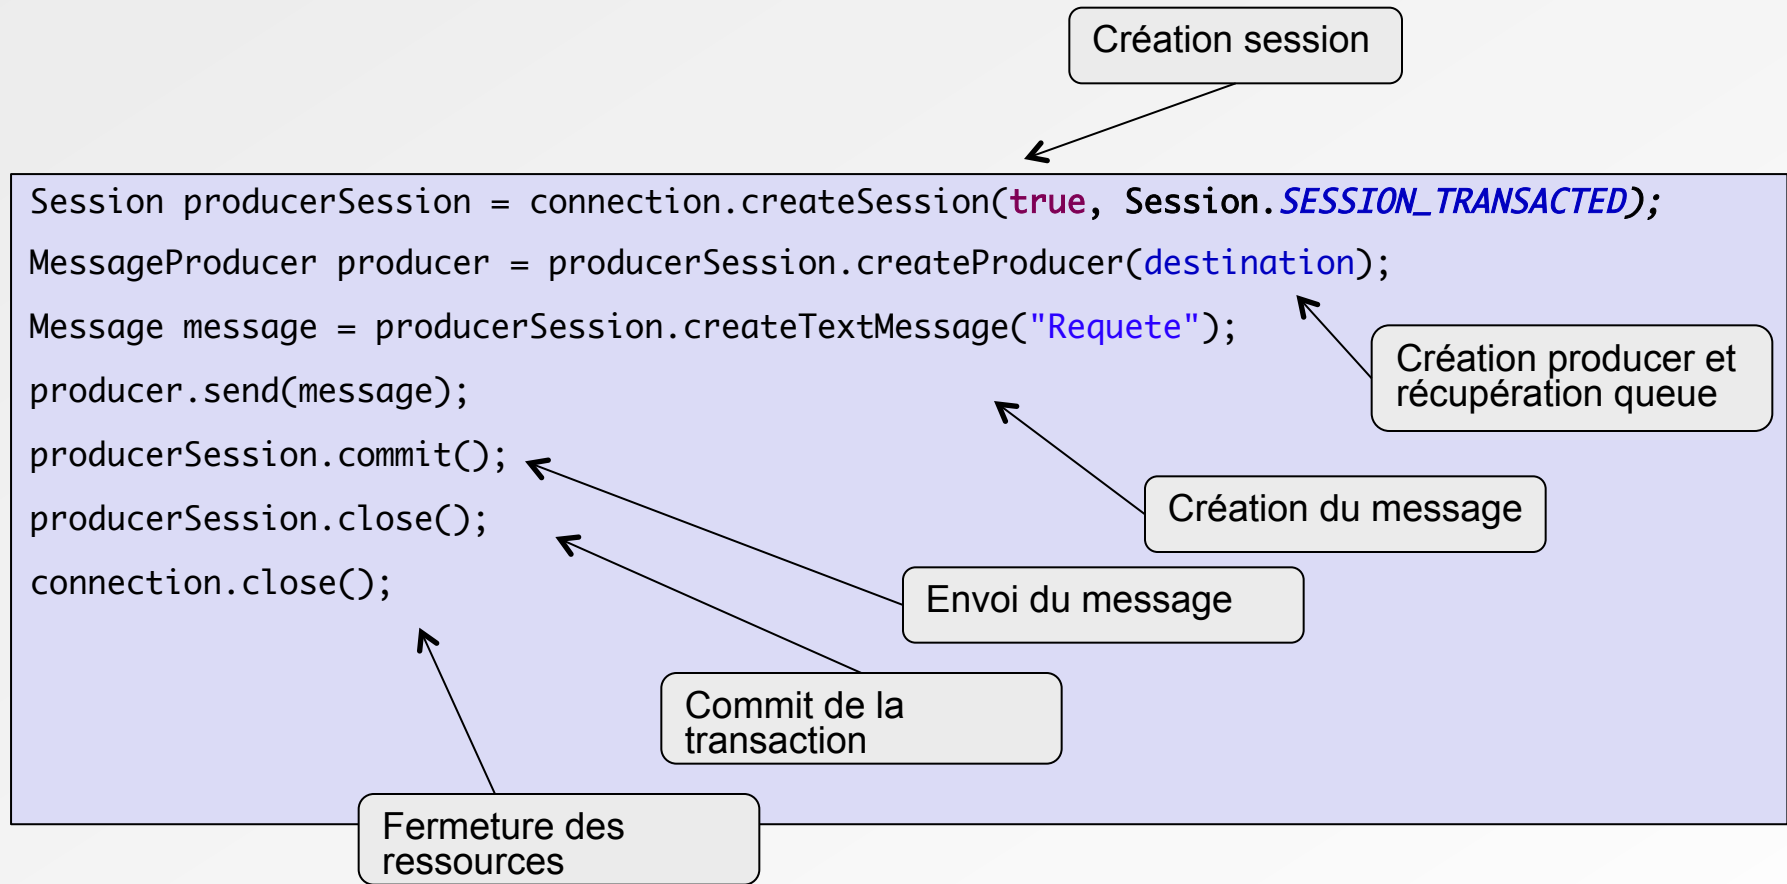 Création session
Session producerSession = connection.createSession(true, Session.SESSION_TRANSACTED);
MessageProducer producer = producerSession.createProducer(destination);
Message message = producerSession.createTextMessage("Requete");
Création producer et
récupération queue
producer.send(message);
producerSession.commit();
Création du message
producerSession.close();
connection.close();
Envoi du message
Commit de la
transaction
Fermeture des
ressources